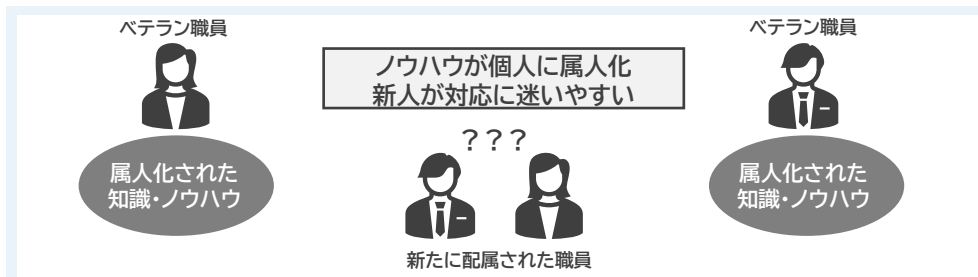 ベテラン職員
ベテラン職員
ノウハウが個人に属人化
新人が対応に迷いやすい
???
属人化された
知識・ノウハウ
属人化された
知識・ノウハウ
新たに配属された職員